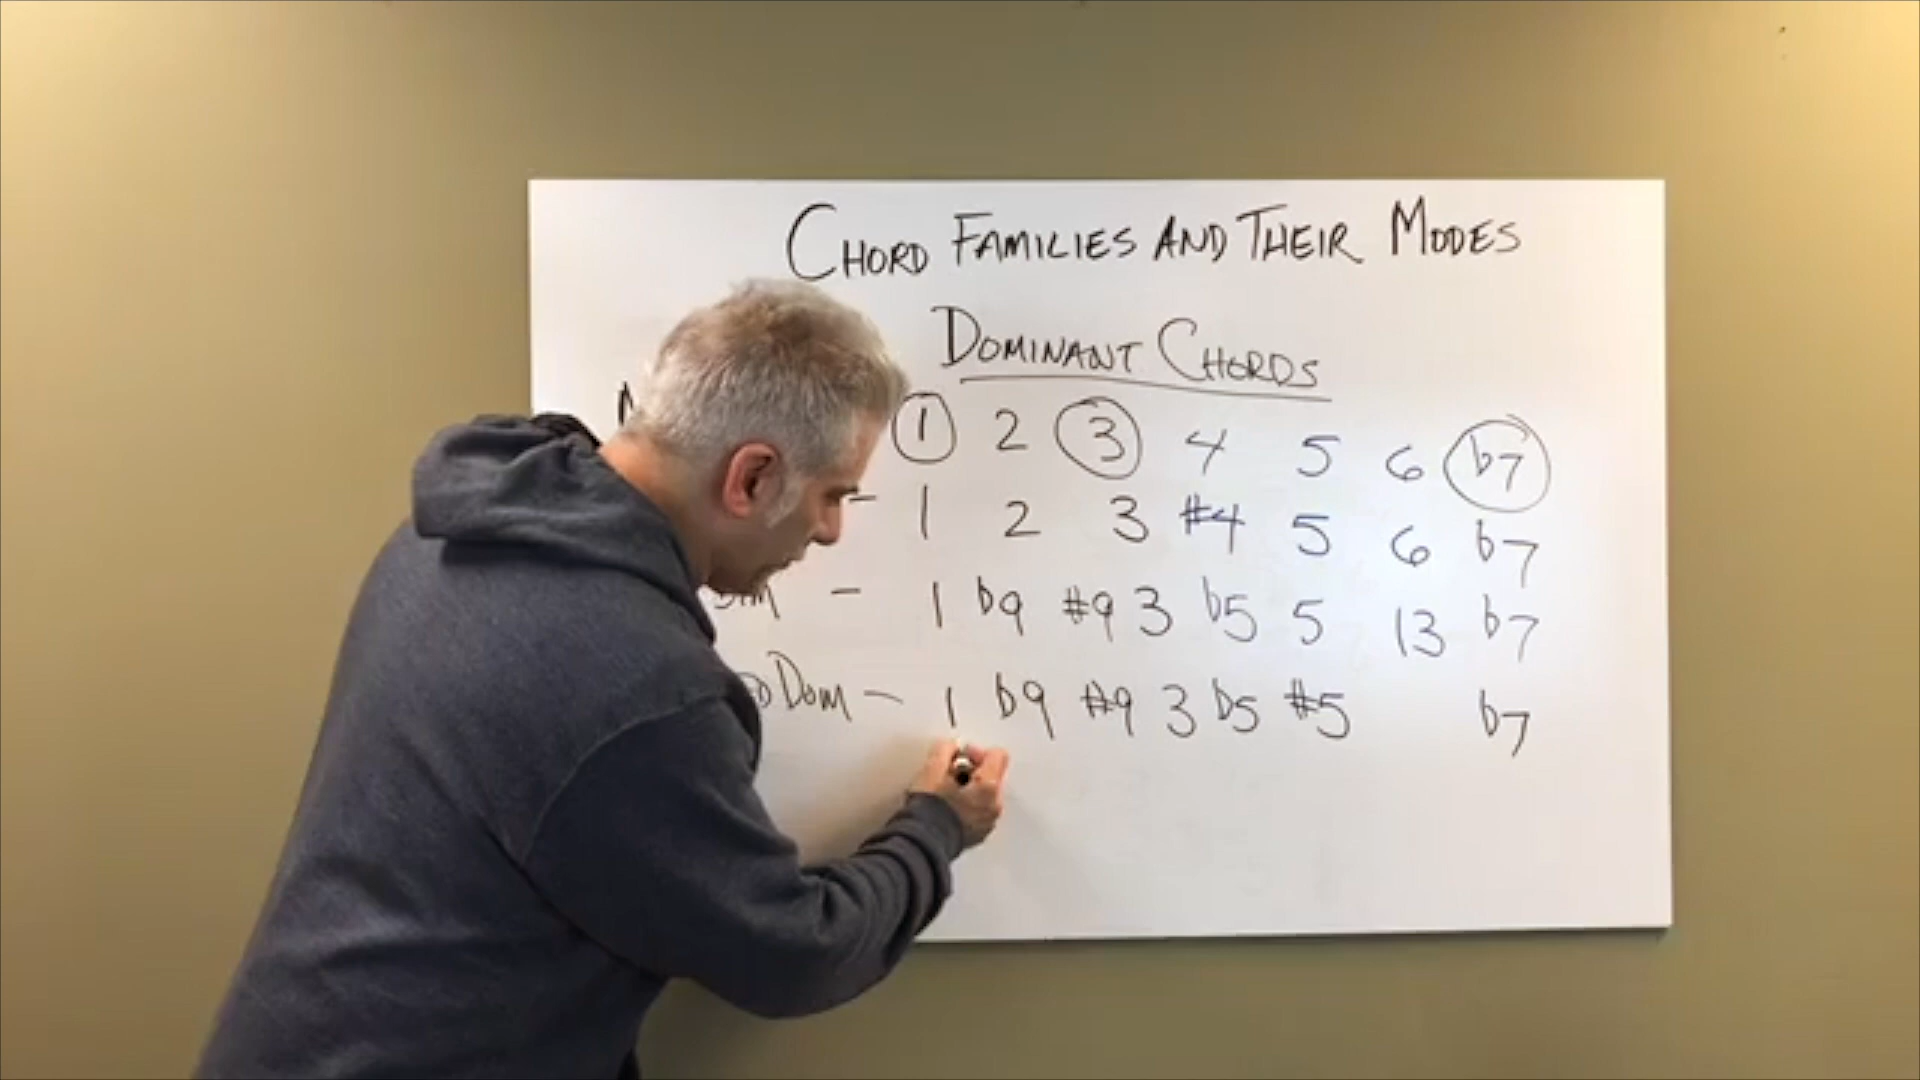 CHORD FAMILIES AND THEIR MODES
DOMINANT CHORDS
1 2 3 4 5 6 b7
- 1 2 3 #4 5 6 b7
- 1 b9 #9 3 b5 5 13 b7
DOM - 1 b9 #9 3 b5 #5 b7